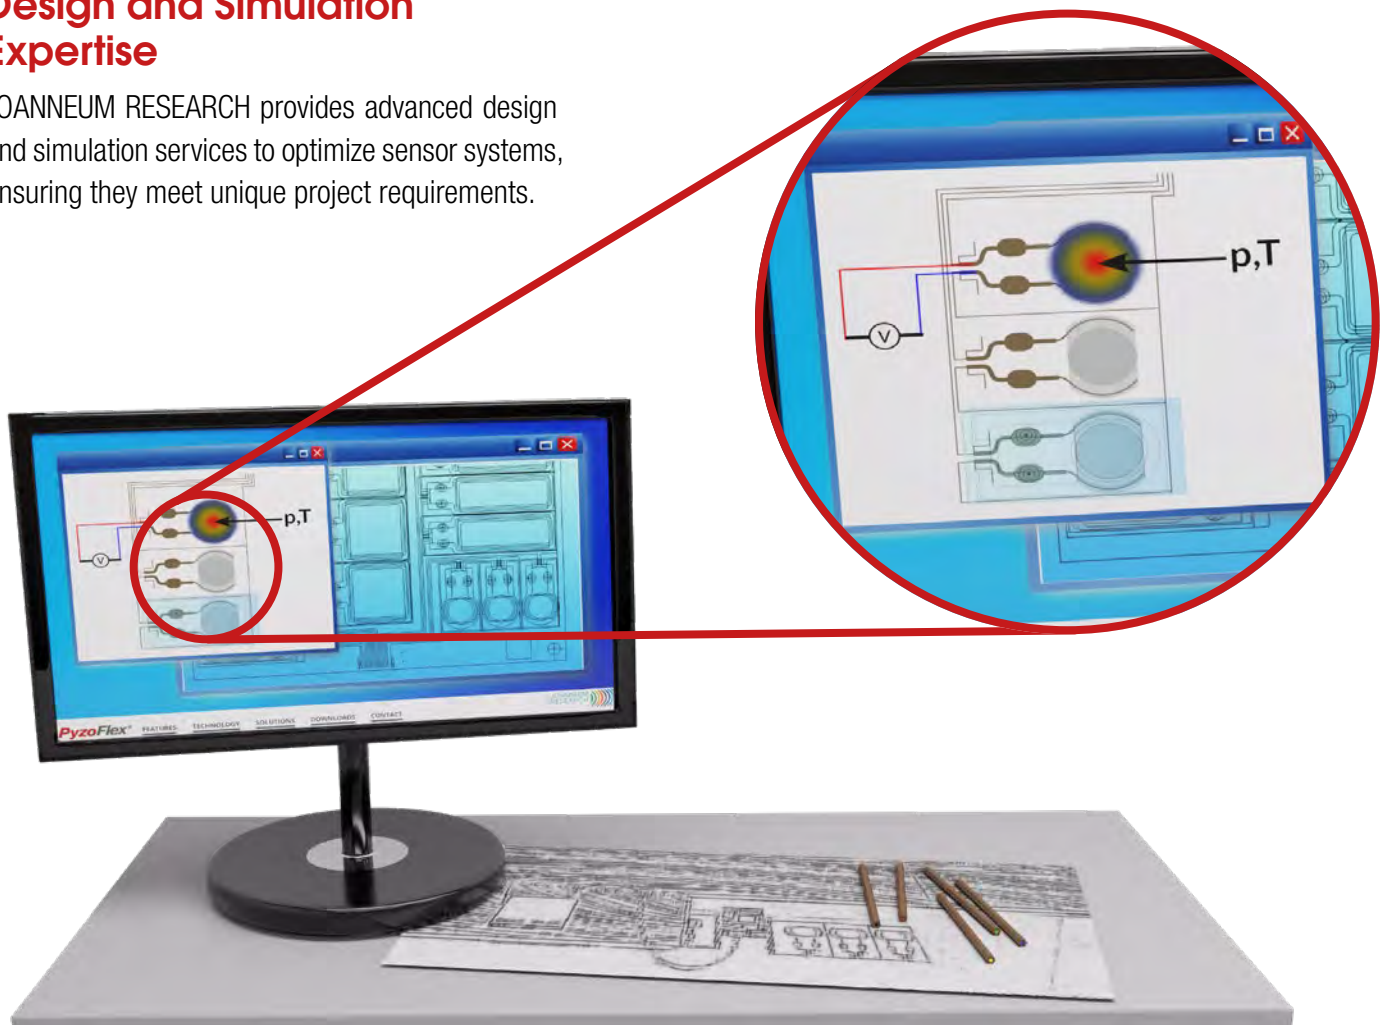 Design and Simulation
Expertise
OANNEUM RESEARCH provides advanced design
nd simulation services to optimize sensor systems,
nsuring they meet unique project requirements.
p,T
V
p,T
V
PyzoFlex® FEATURES TECHNOLOGY SOLUTIONS DOWNLOADS CONTACT